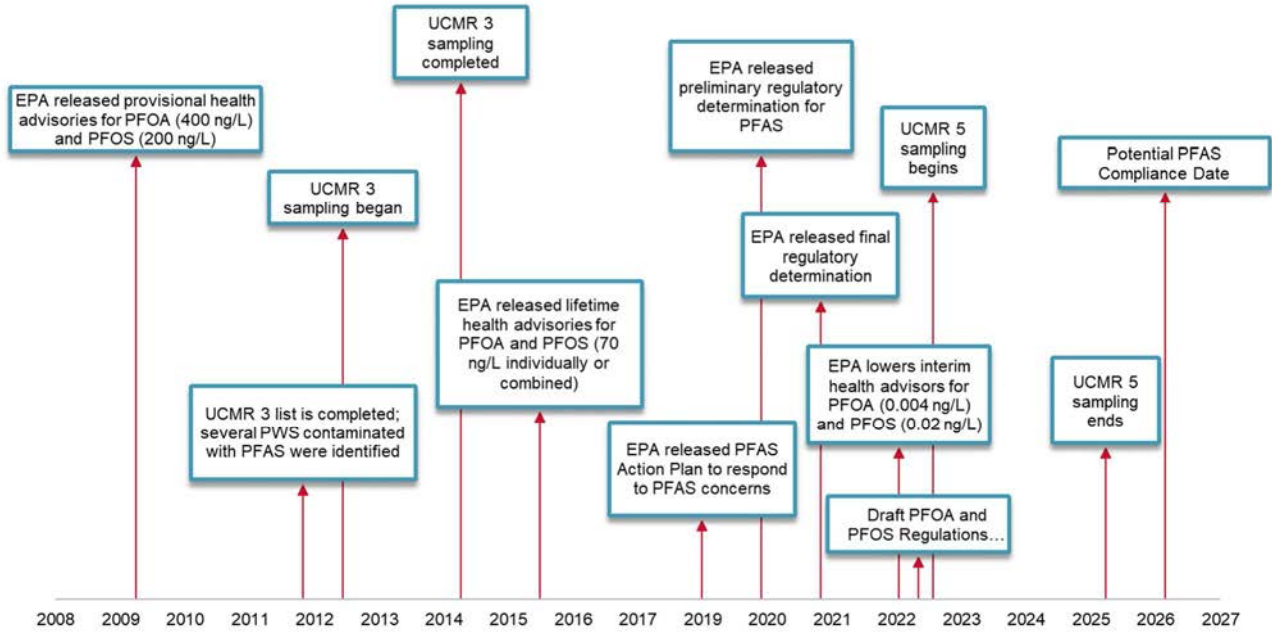 UCMR 3
sampling
completed
EPA released
preliminary regulatory
determination for
PFAS
EPA released provisional health
advisories for PFOA (400 ng/L)
and PFOS (200 ng/L)
UCMR 5
sampling
begins
Potential PFAS
Compliance Date
UCMR 3
sampling began
EPA released final
regulatory
determination
EPA released lifetime
health advisories for
PFOA and PFOS (70
ng/L individually or
combined)
EPA lowers interim
health advisors for
PFOA (0.004 ng/L)
and PFOS (0.02 ng/L)
UCMR 5
sampling
ends
UCMR 3 list is completed;
several PWS contaminated
with PFAS were identified
EPA released PFAS
Action Plan to respond
to PFAS concerns
Draft PFOA and
PFOS Regulations…
2008 2009 2010 2011 2012 2013 2014 2015 2016 2017 2018 2019 2020 2021 2022 2023 2024 2025 2026 2027